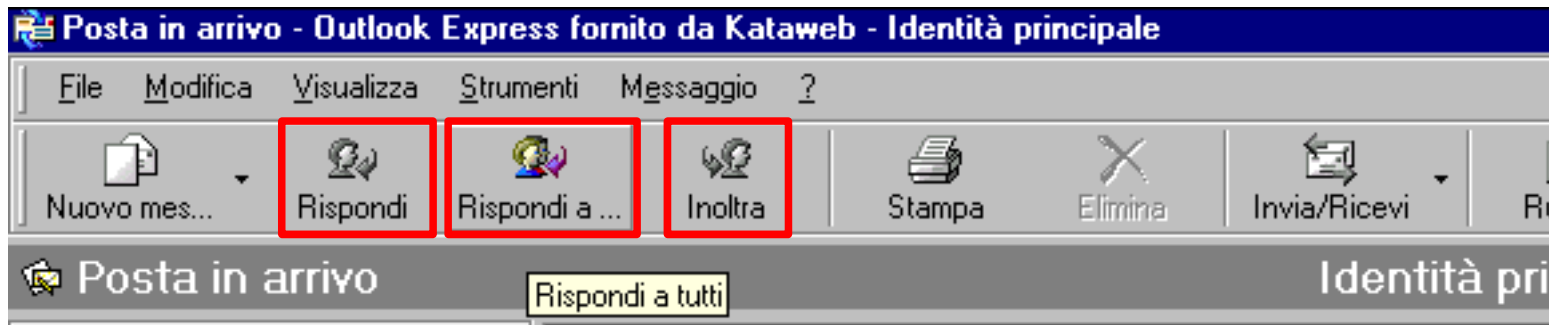 Posta in arrivo - Outlook Express fornito da Kataweb - Identità principale
File Modifica Visualizza Strumenti Messaggio ?
Nuovo mes... Rispondi Rispondi a ... Inoltra Stampa Elimina Invia/Ricevi
Posta in arrivo Identità pri
Rispondi a tutti